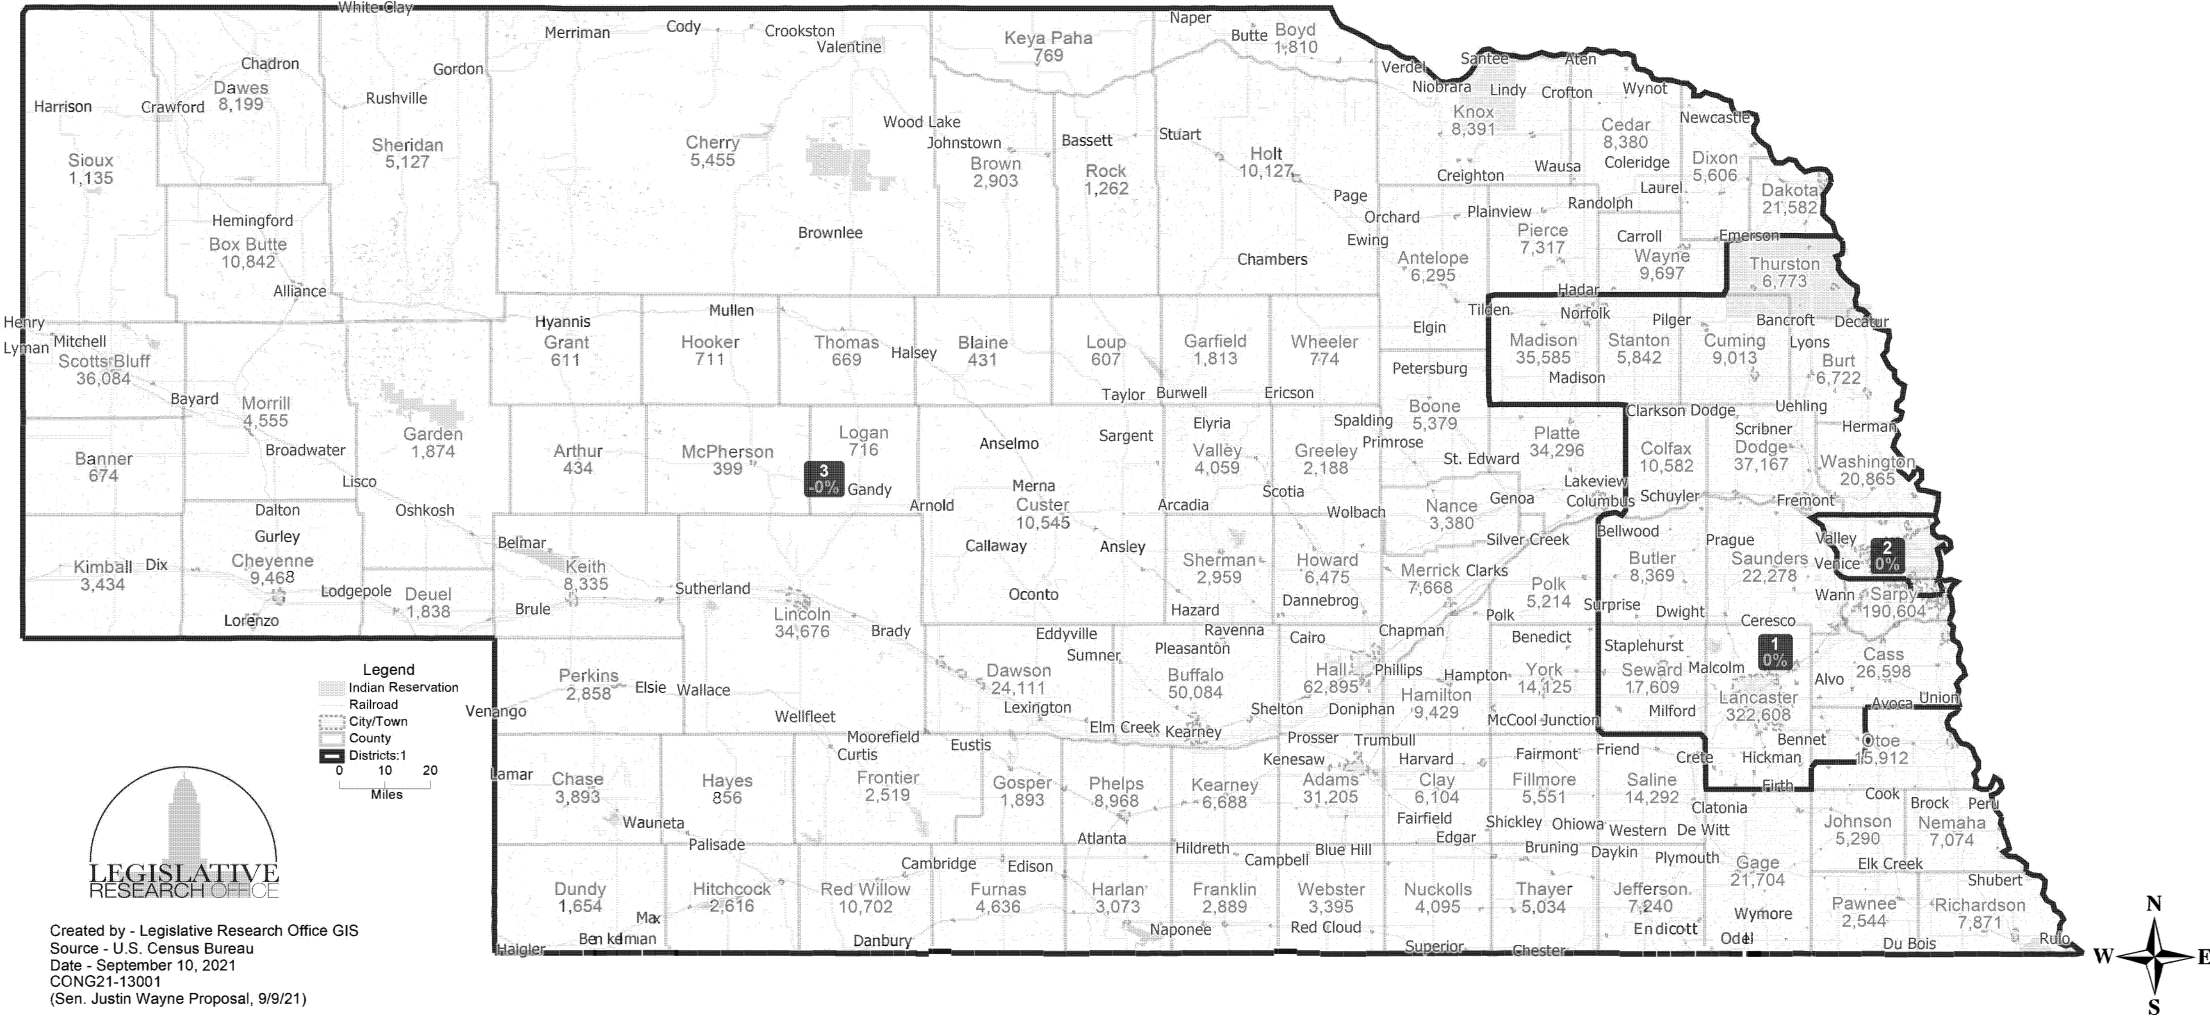 White Clay
Merriman
Cody
Crookston
Valentine
Keya Paha
769
Naper
Butte
Boyd
1,810
Verdel
Santee
Aten
Niobrara
Lindy
Crofton
Wynot
Knox
8,391
Newcastle
Cedar
8,380
Chadron
Dawes
8,199
Gordon
Harrison
Crawford
Rushville
Wood Lake
Johnstown
Bassett
Stuart
Sioux
1,135
Sheridan
5,127
Cherry
5,455
Brown
2,903
Rock
1,262
Holt
10,127
Creighton
Wausa
Coleridge
Dixon
5,606
Laurel
Dakota
21,582
Page
Orchard
Plainview
Randolph
Hemingford
Box Butte
10,842
Brownlee
Ewing
Pierce
7,317
Carroll
Emerson
Wayne
9,697
Chambers
Antelope
6,295
Thurston
6,773
Alliance
Hadar
Henry
Lyman
Mitchell
Scotts Bluff
36,084
Hyannis
Grant
611
Mullen
Hooker
711
Thomas
669
Halsey
Blaine
431
Loup
607
Garfield
1,813
Wheeler
774
Elgin
Tilden
Norfolk
Pilger
Bancroft
Decatur
Madison
35,585
Stanton
5,842
Cuming
9,013
Lyons
Burt
6,722
Petersburg
Madison
Bayard
Morrill
4,555
Taylor
Burwell
Ericson
Boone
5,379
Clarkson
Dodge
Uehling
Garden
1,874
Logan
716
Anselmo
Sargent
Elyria
Spalding
Primrose
Platte
34,296
Scribner
Herman
Banner
674
Broadwater
Arthur
434
McPherson
399
3
-0%
Gandy
Valley
4,059
Greeley
2,188
St. Edward
Colfax
10,582
Dodge
37,167
Washington
20,865
Lisco
Merna
Custer
10,545
Scotia
Lakeview
Columbus
Schuyler
Fremont
Dalton
Oshkosh
Arnold
Arcadia
Wolbach
Nance
3,380
Genoa
Gurley
Belmar
Callaway
Ansley
Silver Creek
Bellwood
Prague
Valley
2
0%
Kimball
3,434
Dix
Cheyenne
9,468
Keith
8,335
Sherman
2,959
Howard
6,475
Merrick
7,668
Clarks
Butler
8,369
Saunders
22,278
Venice
Lodgepole
Deuel
1,838
Sutherland
Oconto
Dannebrog
Polk
5,214
Wann
Sarpy
190,604
Lorenzo
Brule
Lincoln
34,676
Hazard
Polk
Surprise
Dwight
Ceresco
Brady
Eddyville
Ravenna
Cairo
Chapman
Benedict
Staplehurst
1
0%
Sumner
Pleasanton
Cass
26,598
Perkins
2,858
Elsie
Wallace
Dawson
24,111
Lexington
Buffalo
50,084
Hall
62,895
Phillips
Hampton
York
14,125
Seward
17,609
Malcolm
Alvo
Venango
Wellfleet
Shelton
Doniphan
Hamilton
9,429
McCool Junction
Milford
Lancaster
322,608
Avoca
Union
Elm Creek
Kearney
Moorefield
Curtis
Eustis
Prosser
Trumbull
Bennet
Otoe
15,912
Kenesaw
Harvard
Fairmont
Friend
Crete
Hickman
Lamar
Chase
3,893
Hayes
856
Frontier
2,519
Gosper
1,893
Phelps
8,968
Kearney
6,688
Adams
31,205
Clay
6,104
Fillmore
5,551
Saline
14,292
Firth
Cook
Brock
Peru
Wauneta
Fairfield
Shickley
Ohiowa
Western
De Witt
Clatonia
Johnson
5,290
Nemaha
7,074
Palisade
Atlanta
Edgar
Hildreth
Blue Hill
Bruning
Daykin
Plymouth
Cambridge
Edison
Campbell
Gage
21,704
Elk Creek
Dundy
1,654
Hitchcock
2,616
Red Willow
10,702
Furnas
4,636
Harlan
3,073
Franklin
2,889
Webster
3,395
Nuckolls
4,095
Thayer
5,034
Jefferson
7,240
Shubert
Max
Pawnee
2,544
Richardson
7,871
Wymore
Benkelman
Haigler
Danbury
Naponee
Red Cloud
Superior
Chester
Endicott
Odell
Du Bois
Rulo
Legend
Indian Reservation
Railroad
City/Town
County
Districts:1
0 10 20
Miles
LEGISLATIVE
RESEARCH OFFICE
Created by - Legislative Research Office GIS
Source - U.S. Census Bureau
Date - September 10, 2021
CONG21-13001
(Sen. Justin Wayne Proposal, 9/9/21)
N
W E
S